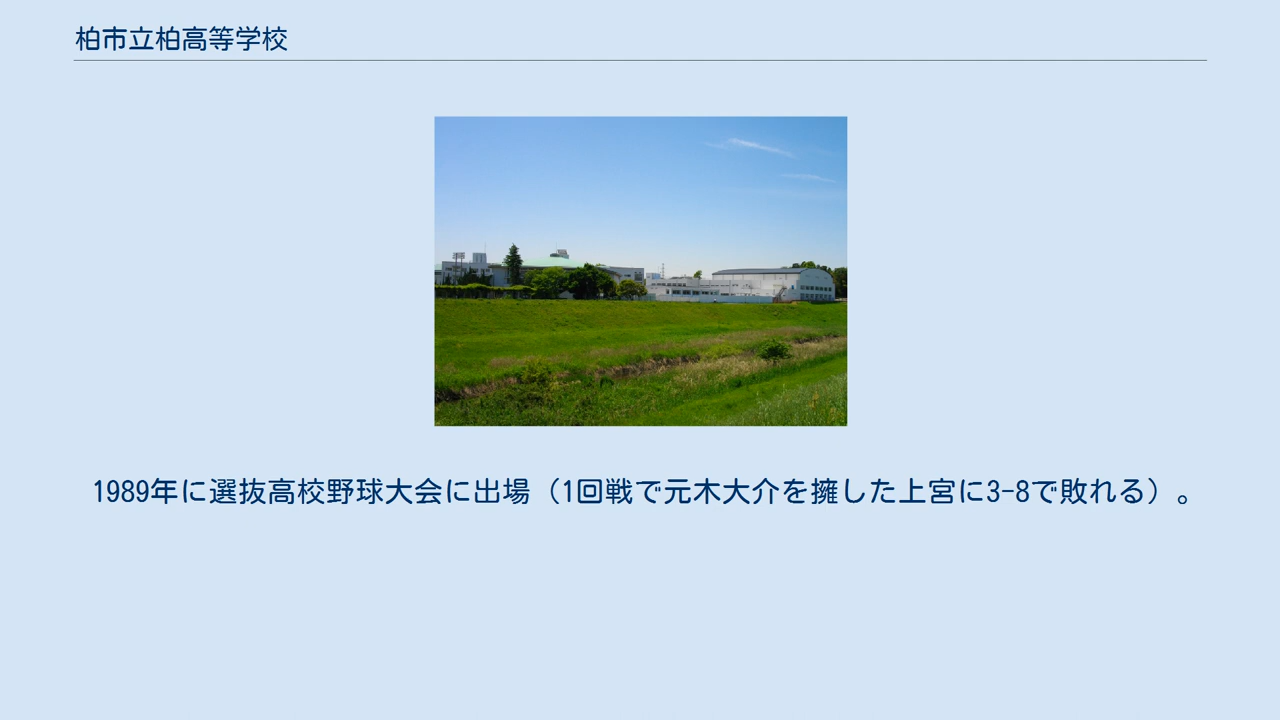 柏市立柏高等学校
1989年に選抜高校野球大会に出場（1回戦で元木大介を擁した上宮に3-8で敗れる）。